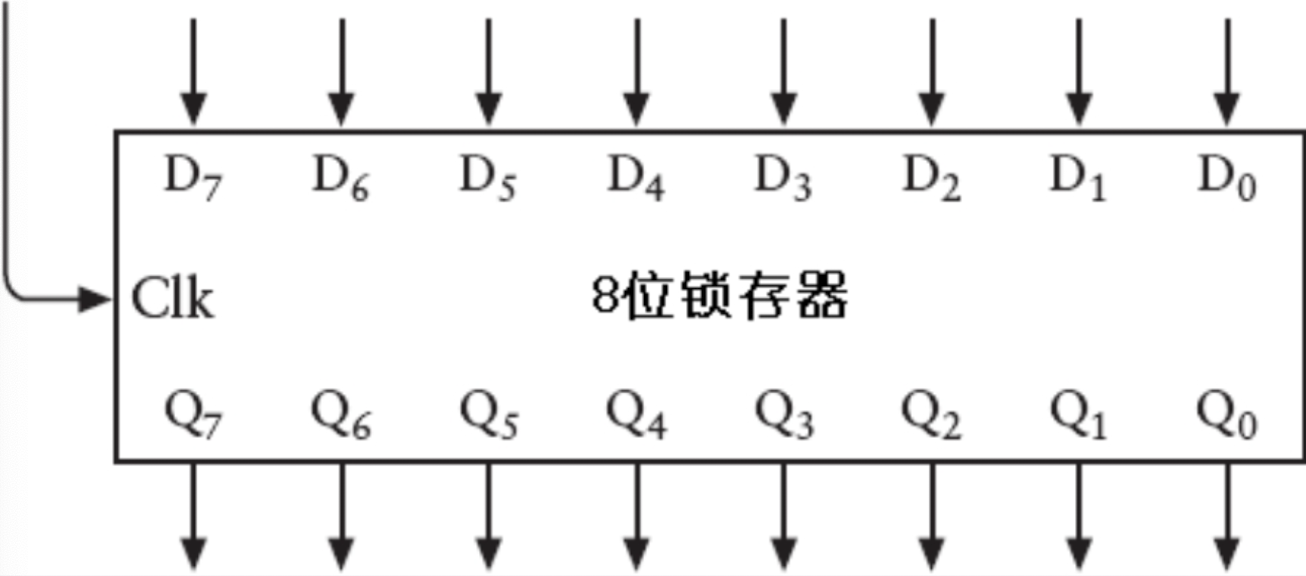 D₇ D₆ D₅ D₄ D₃ D₂ D₁ D₀
Clk 8位锁存器
Q₇ Q₆ Q₅ Q₄ Q₃ Q₂ Q₁ Q₀